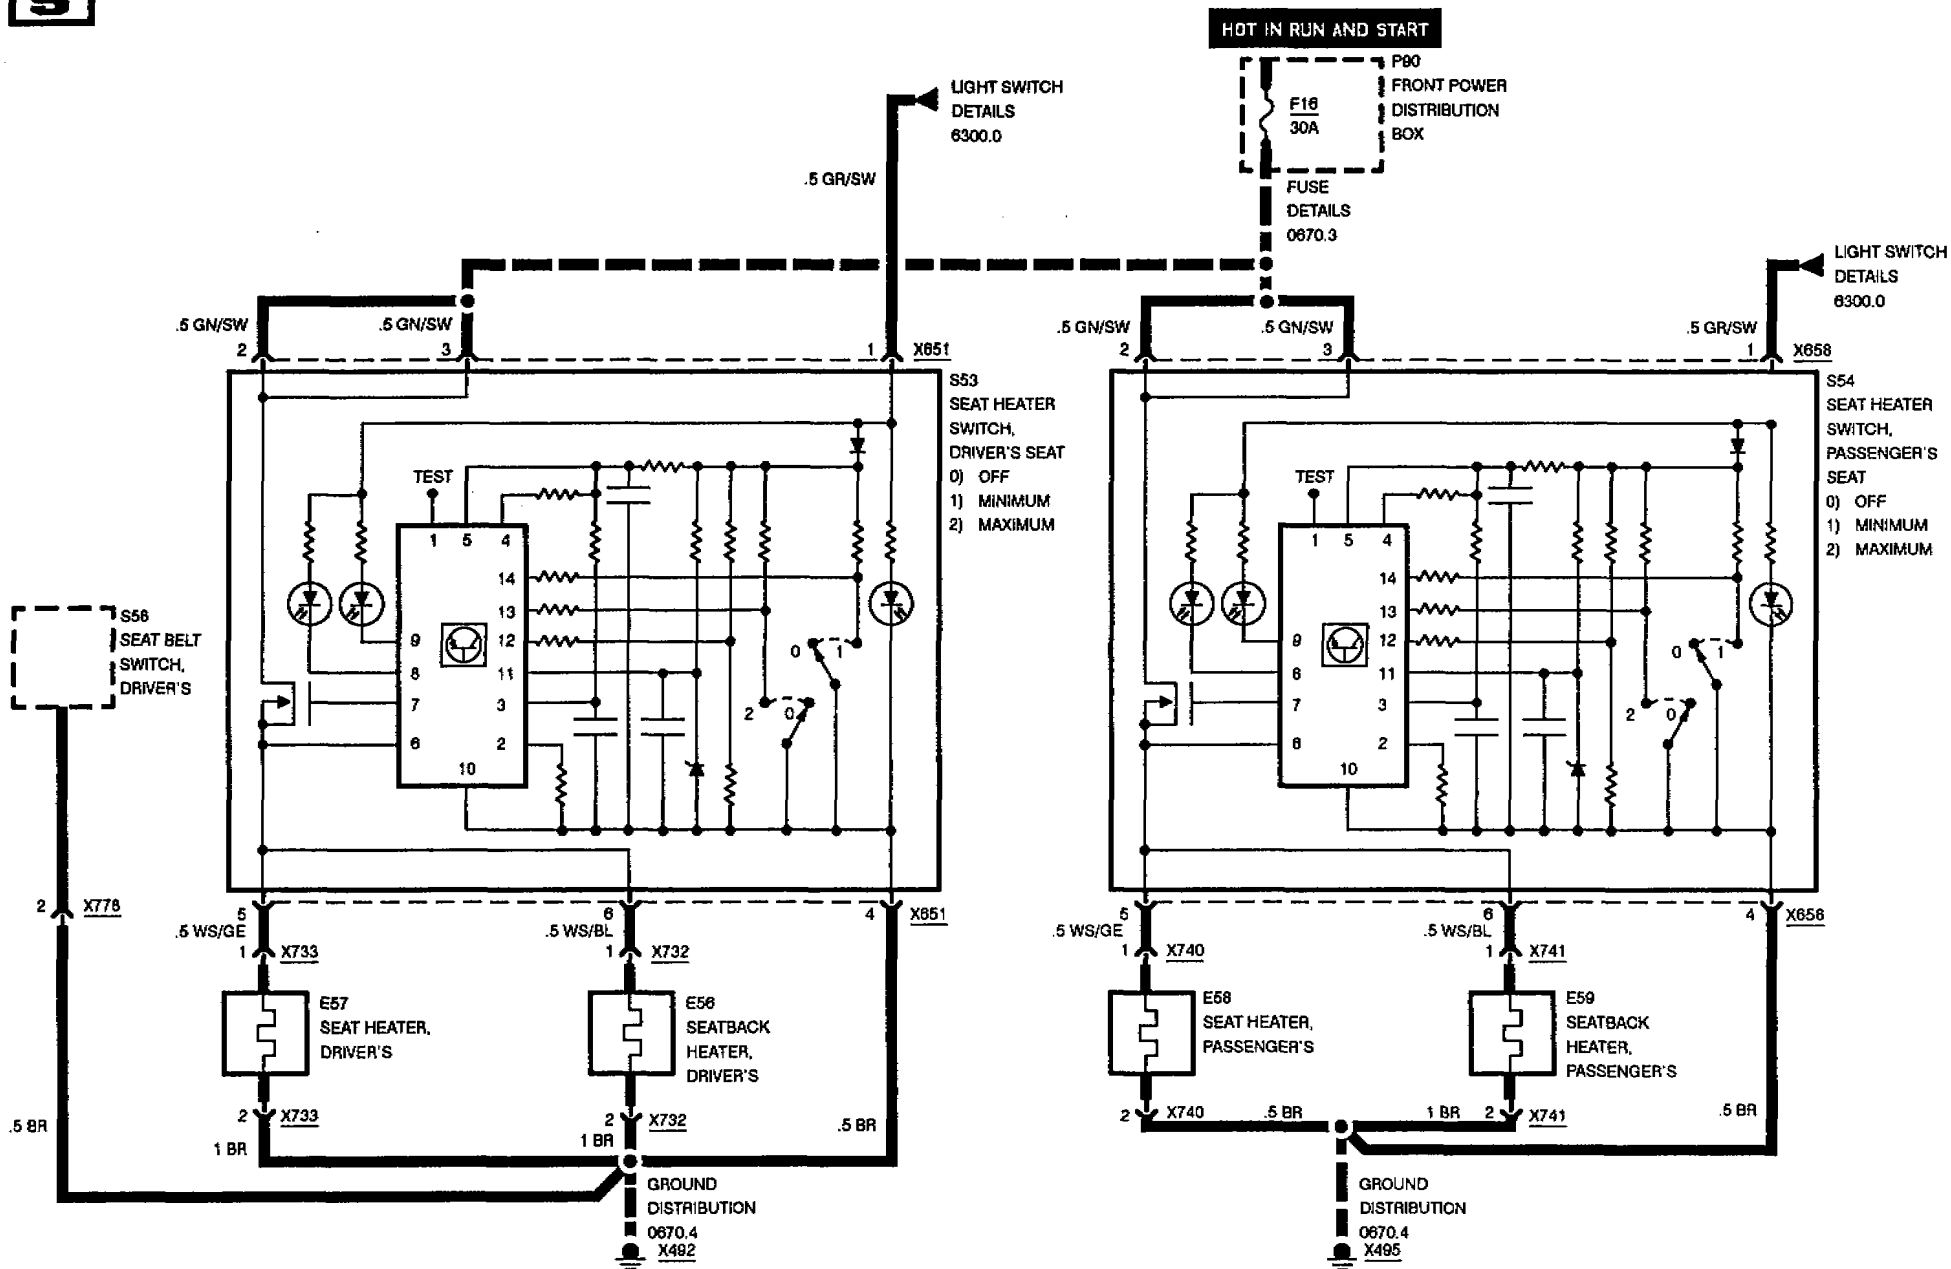 S
HOT IN RUN AND START
P90
FRONT POWER
DISTRIBUTION
BOX
F16
30A
FUSE
DETAILS
0670.3
LIGHT SWITCH
DETAILS
6300.0
.5 GR/SW
LIGHT SWITCH
DETAILS
6300.0
.5 GN/SW
.5 GN/SW
.5 GN/SW
.5 GN/SW
.5 GR/SW
2
3
1
X651
2
3
1
X658
S53
SEAT HEATER
SWITCH,
DRIVER'S SEAT
0) OFF
1) MINIMUM
2) MAXIMUM
TEST
1
5
4
14
13
12
11
3
2
9
8
7
6
10
0
1
2
0
S54
SEAT HEATER
SWITCH,
PASSENGER'S
SEAT
0) OFF
1) MINIMUM
2) MAXIMUM
TEST
1
5
4
14
13
12
11
3
2
9
8
7
6
10
0
1
2
0
S56
SEAT BELT
SWITCH,
DRIVER'S
2
X778
5
6
4
X651
.5 WS/GE
.5 WS/BL
1
X733
1
X732
E57
SEAT HEATER,
DRIVER'S
E56
SEATBACK
HEATER,
DRIVER'S
2
X733
2
X732
.5 BR
1 BR
1 BR
.5 BR
GROUND
DISTRIBUTION
0670.4
X492
5
6
4
X656
.5 WS/GE
.5 WS/BL
1
X740
1
X741
E58
SEAT HEATER,
PASSENGER'S
E59
SEATBACK
HEATER,
PASSENGER'S
2
X740
.5 BR
1 BR
2
X741
.5 BR
GROUND
DISTRIBUTION
0670.4
X495